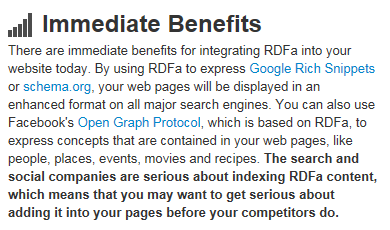 Immediate Benefits
There are immediate benefits for integrating RDFa into your
website today. By using RDFa to express Google Rich Snippets
or schema.org, your web pages will be displayed in an
enhanced format on all major search engines. You can also use
Facebook's Open Graph Protocol, which is based on RDFa, to
express concepts that are contained in your web pages, like
people, places, events, movies and recipes. The search and
social companies are serious about indexing RDFa content,
which means that you may want to get serious about
adding it into your pages before your competitors do.